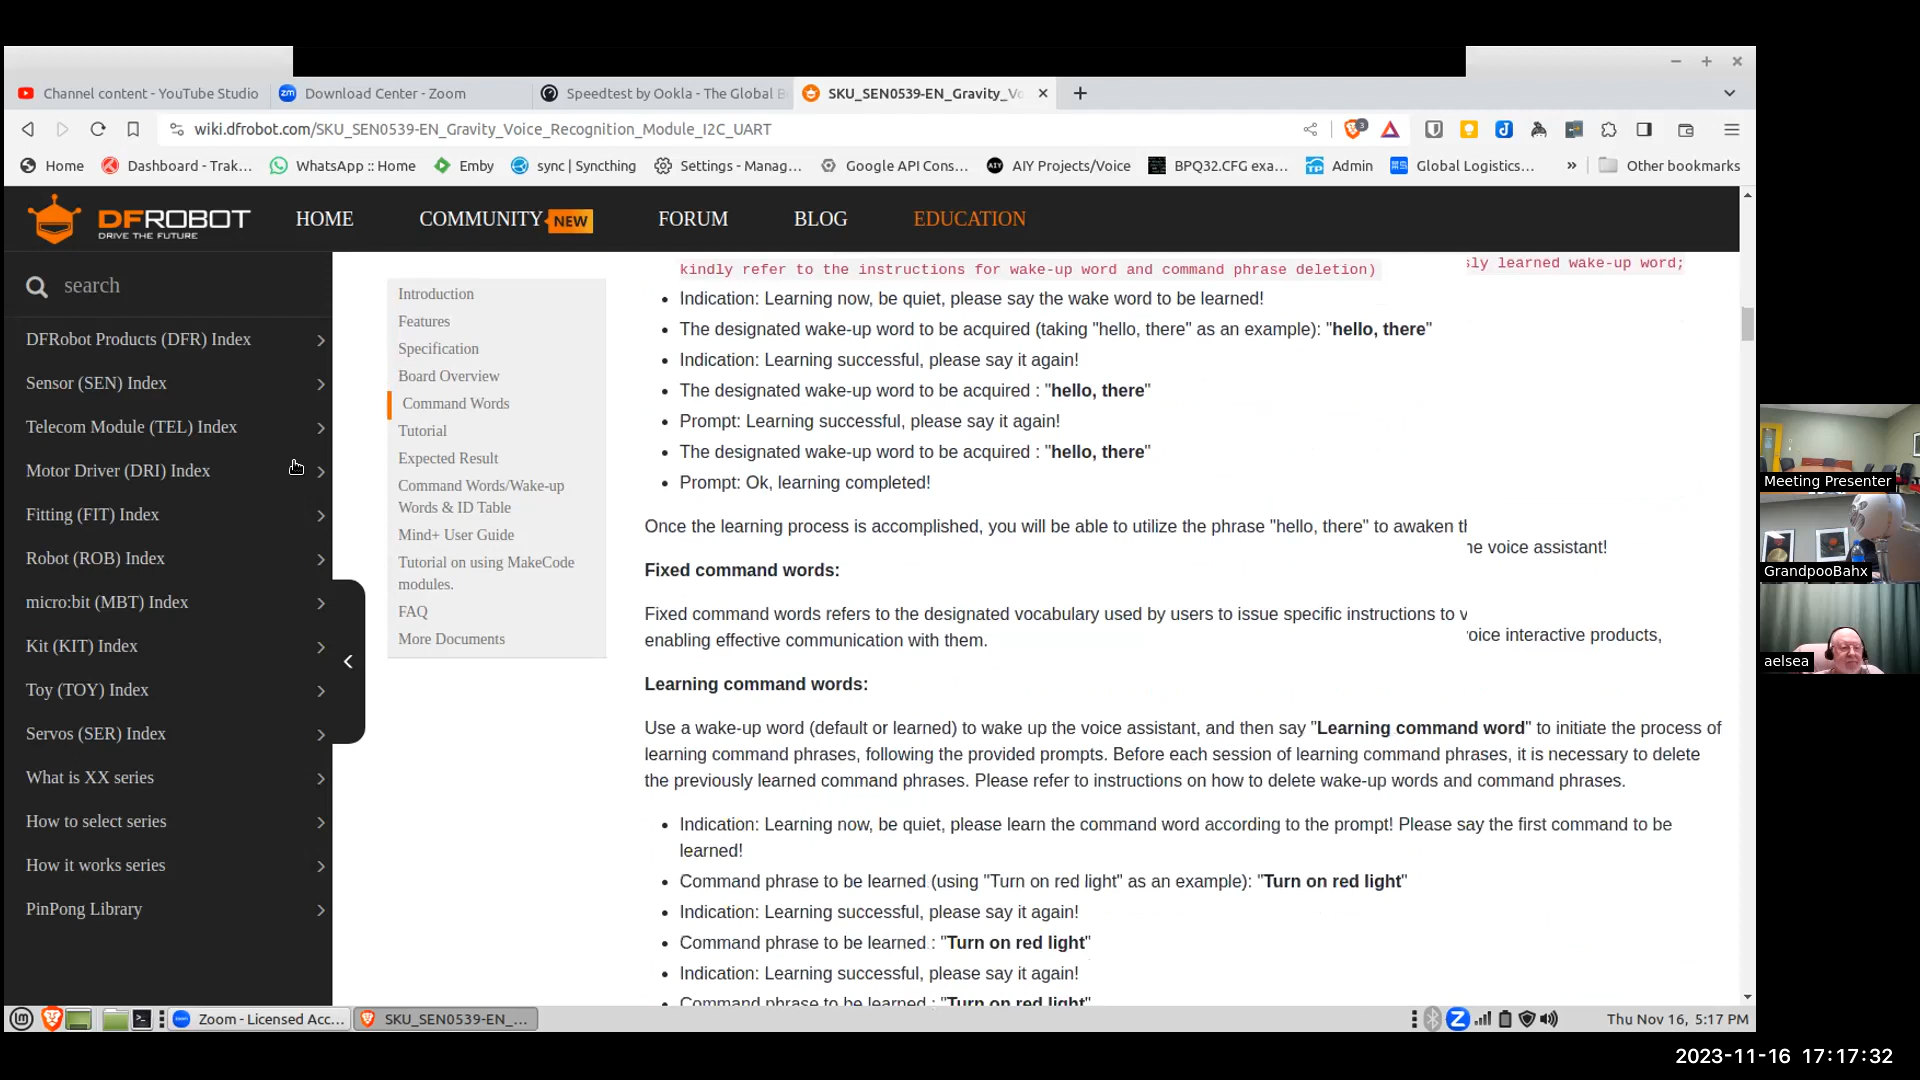 Channel content - YouTube Studio
Download Center - Zoom
Speedtest by Ookla - The Global B
SKU_SEN0539-EN_Gravity_Vo
wiki.dfrobot.com/SKU_SEN0539-EN_Gravity_Voice_Recognition_Module_I2C_UART
Home
Dashboard - Trak...
WhatsApp :: Home
Emby
sync | Syncthing
Settings - Manag...
Google API Cons...
AIY Projects/Voice
BPQ32.CFG exa...
Admin
Global Logistics...
»
Other bookmarks
DFROBOT
DRIVE THE FUTURE
HOME
COMMUNITY NEW
FORUM
BLOG
EDUCATION
search
DFRobot Products (DFR) Index
Sensor (SEN) Index
Telecom Module (TEL) Index
Motor Driver (DRI) Index
Fitting (FIT) Index
Robot (ROB) Index
micro:bit (MBT) Index
Kit (KIT) Index
Toy (TOY) Index
Servos (SER) Index
What is XX series
How to select series
How it works series
PinPong Library
Introduction
Features
Specification
Board Overview
Command Words
Tutorial
Expected Result
Command Words/Wake-up
Words & ID Table
Mind+ User Guide
Tutorial on using MakeCode
modules.
FAQ
More Documents
sly learned wake-up word;
kindly refer to the instructions for wake-up word and command phrase deletion)
• Indication: Learning now, be quiet, please say the wake word to be learned!
• The designated wake-up word to be acquired (taking "hello, there" as an example): "hello, there"
• Indication: Learning successful, please say it again!
• The designated wake-up word to be acquired : "hello, there"
• Prompt: Learning successful, please say it again!
• The designated wake-up word to be acquired : "hello, there"
• Prompt: Ok, learning completed!
Once the learning process is accomplished, you will be able to utilize the phrase "hello, there" to awaken th
he voice assistant!
Fixed command words:
Fixed command words refers to the designated vocabulary used by users to issue specific instructions to v
voice interactive products,
enabling effective communication with them.
Learning command words:
Use a wake-up word (default or learned) to wake up the voice assistant, and then say "Learning command word" to initiate the process of
learning command phrases, following the provided prompts. Before each session of learning command phrases, it is necessary to delete
the previously learned command phrases. Please refer to instructions on how to delete wake-up words and command phrases.
• Indication: Learning now, be quiet, please learn the command word according to the prompt! Please say the first command to be
learned!
• Command phrase to be learned (using "Turn on red light" as an example): "Turn on red light"
• Indication: Learning successful, please say it again!
• Command phrase to be learned : "Turn on red light"
• Indication: Learning successful, please say it again!
• Command phrase to be learned : "Turn on red light"
Meeting Presenter
GrandpooBahx
aelsea
Zoom - Licensed Acc...
SKU_SEN0539-EN_...
Thu Nov 16, 5:17 PM
2023-11-16 17:17:32